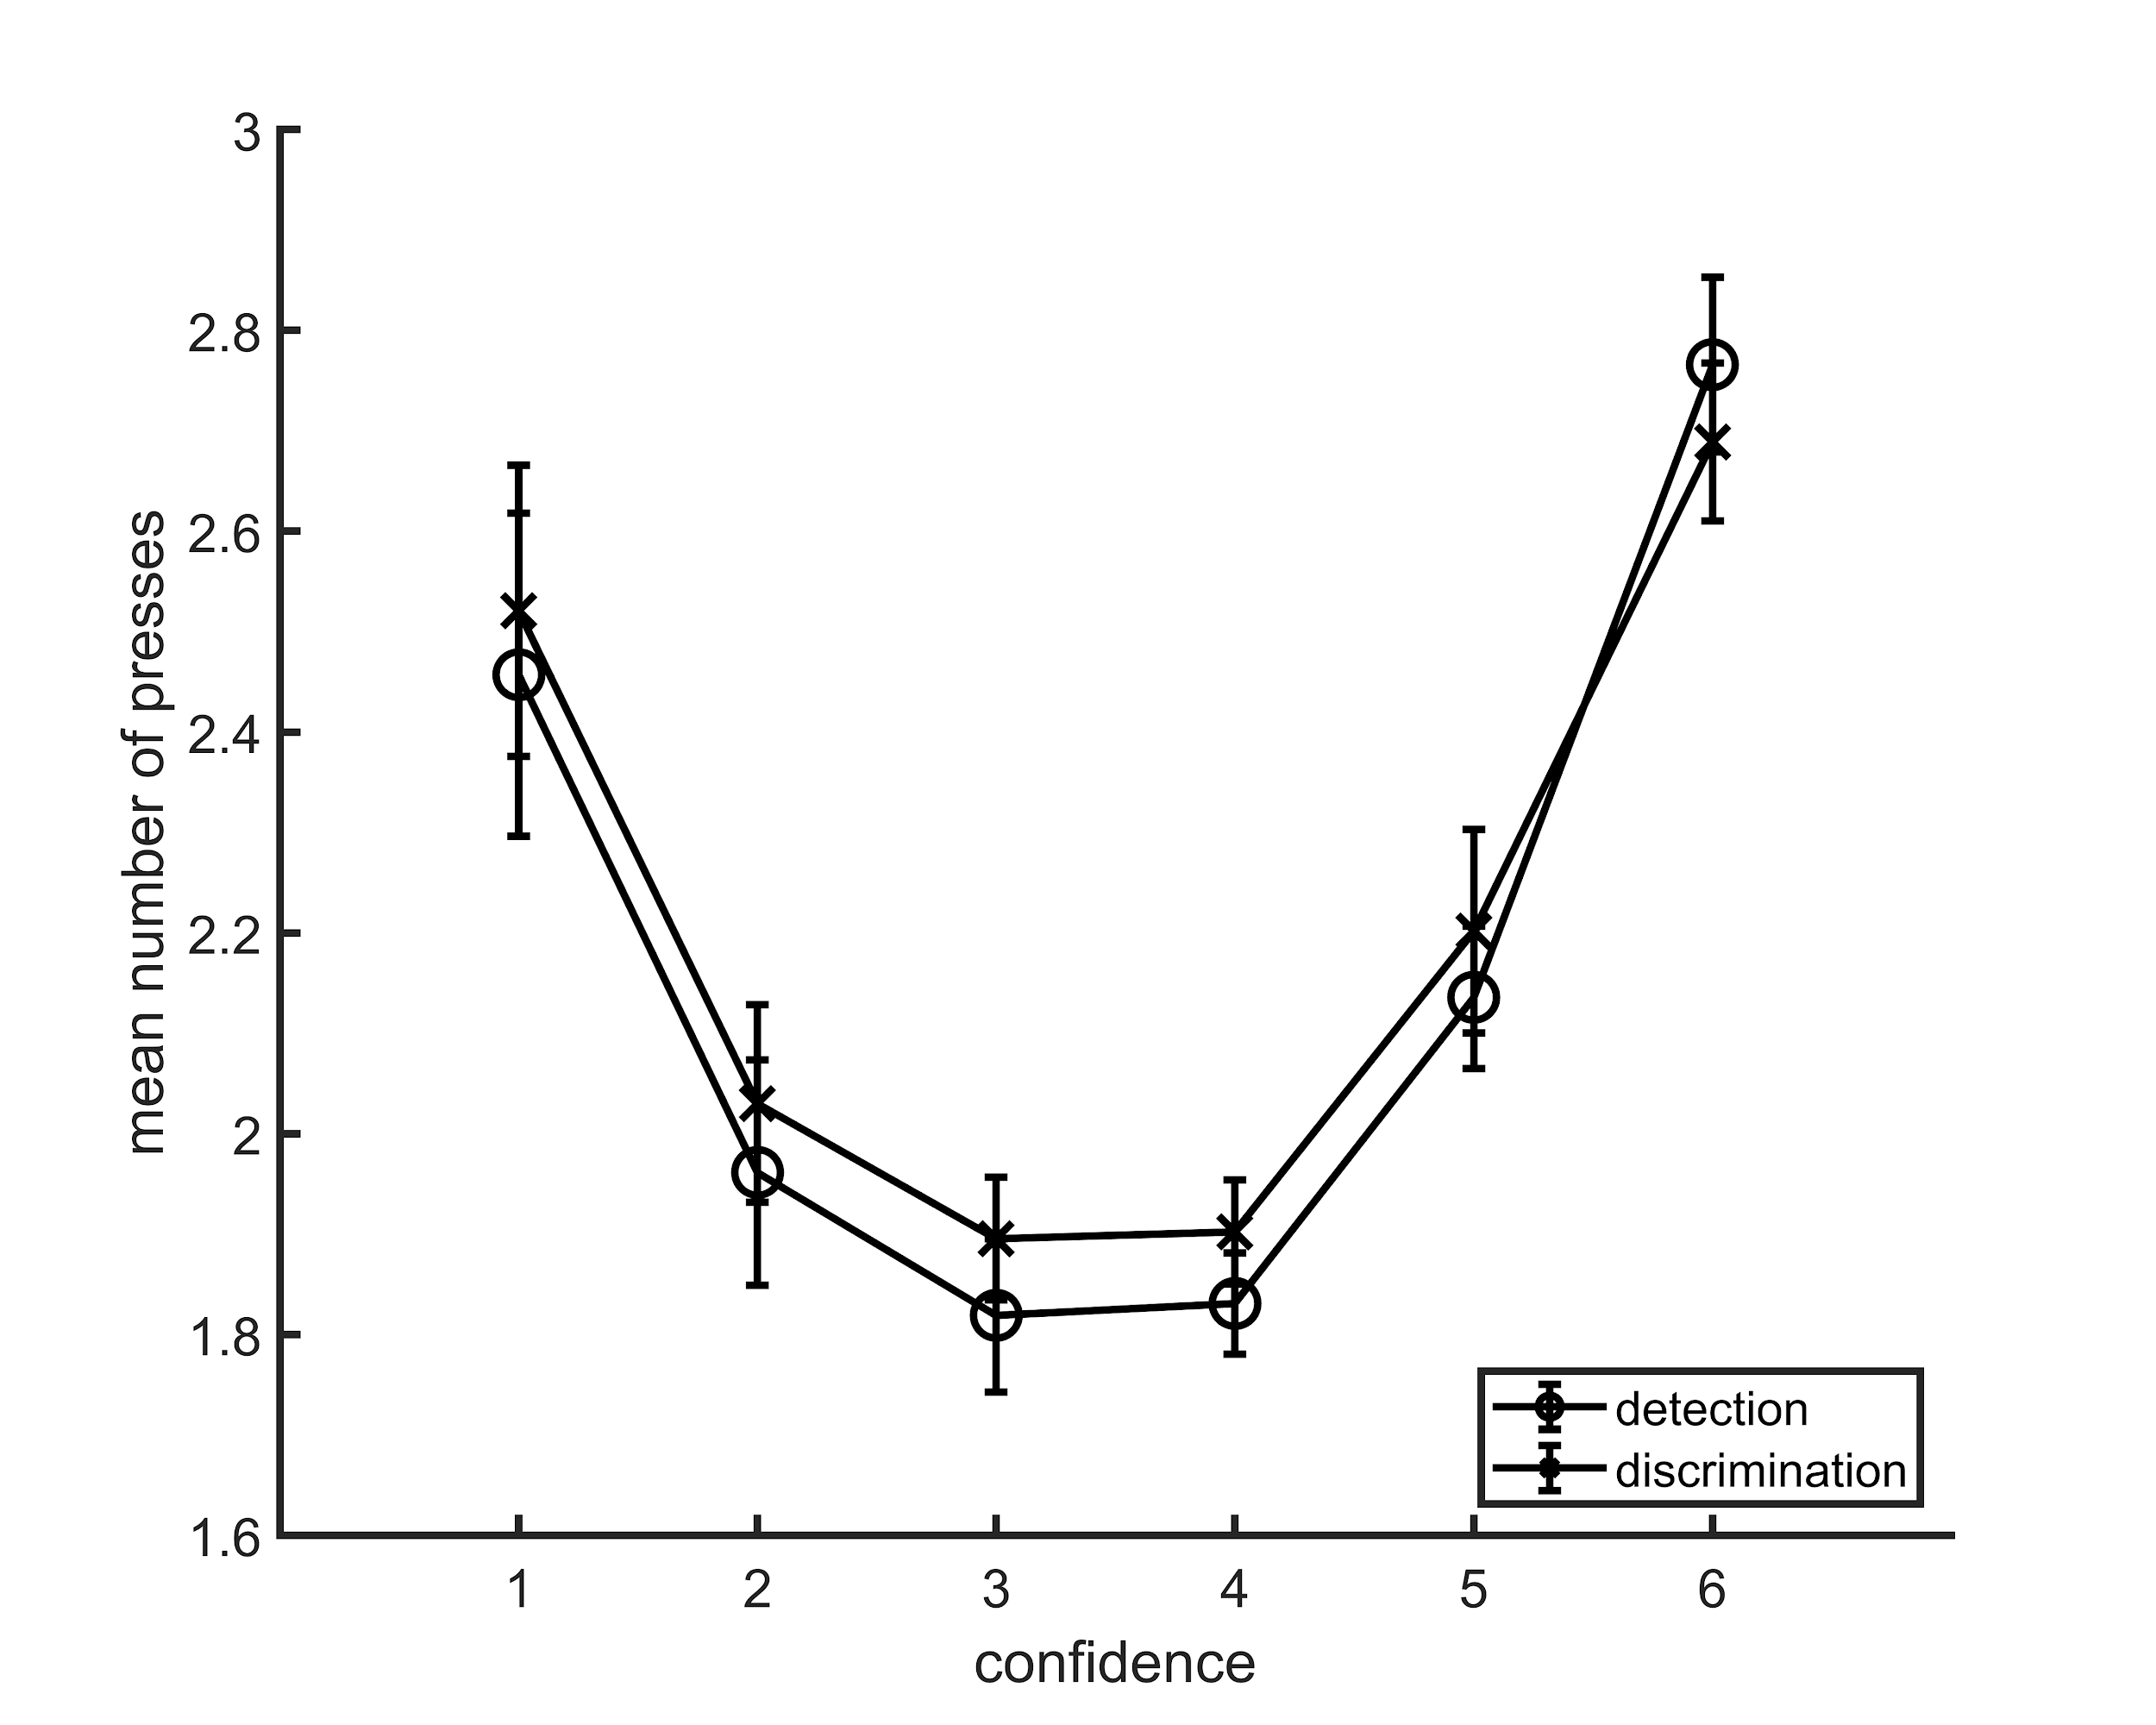 3
2.8
2.6
2.4
2.2
2
1.8
1.6
mean number of presses
1 2 3 4 5 6
confidence
detection
discrimination